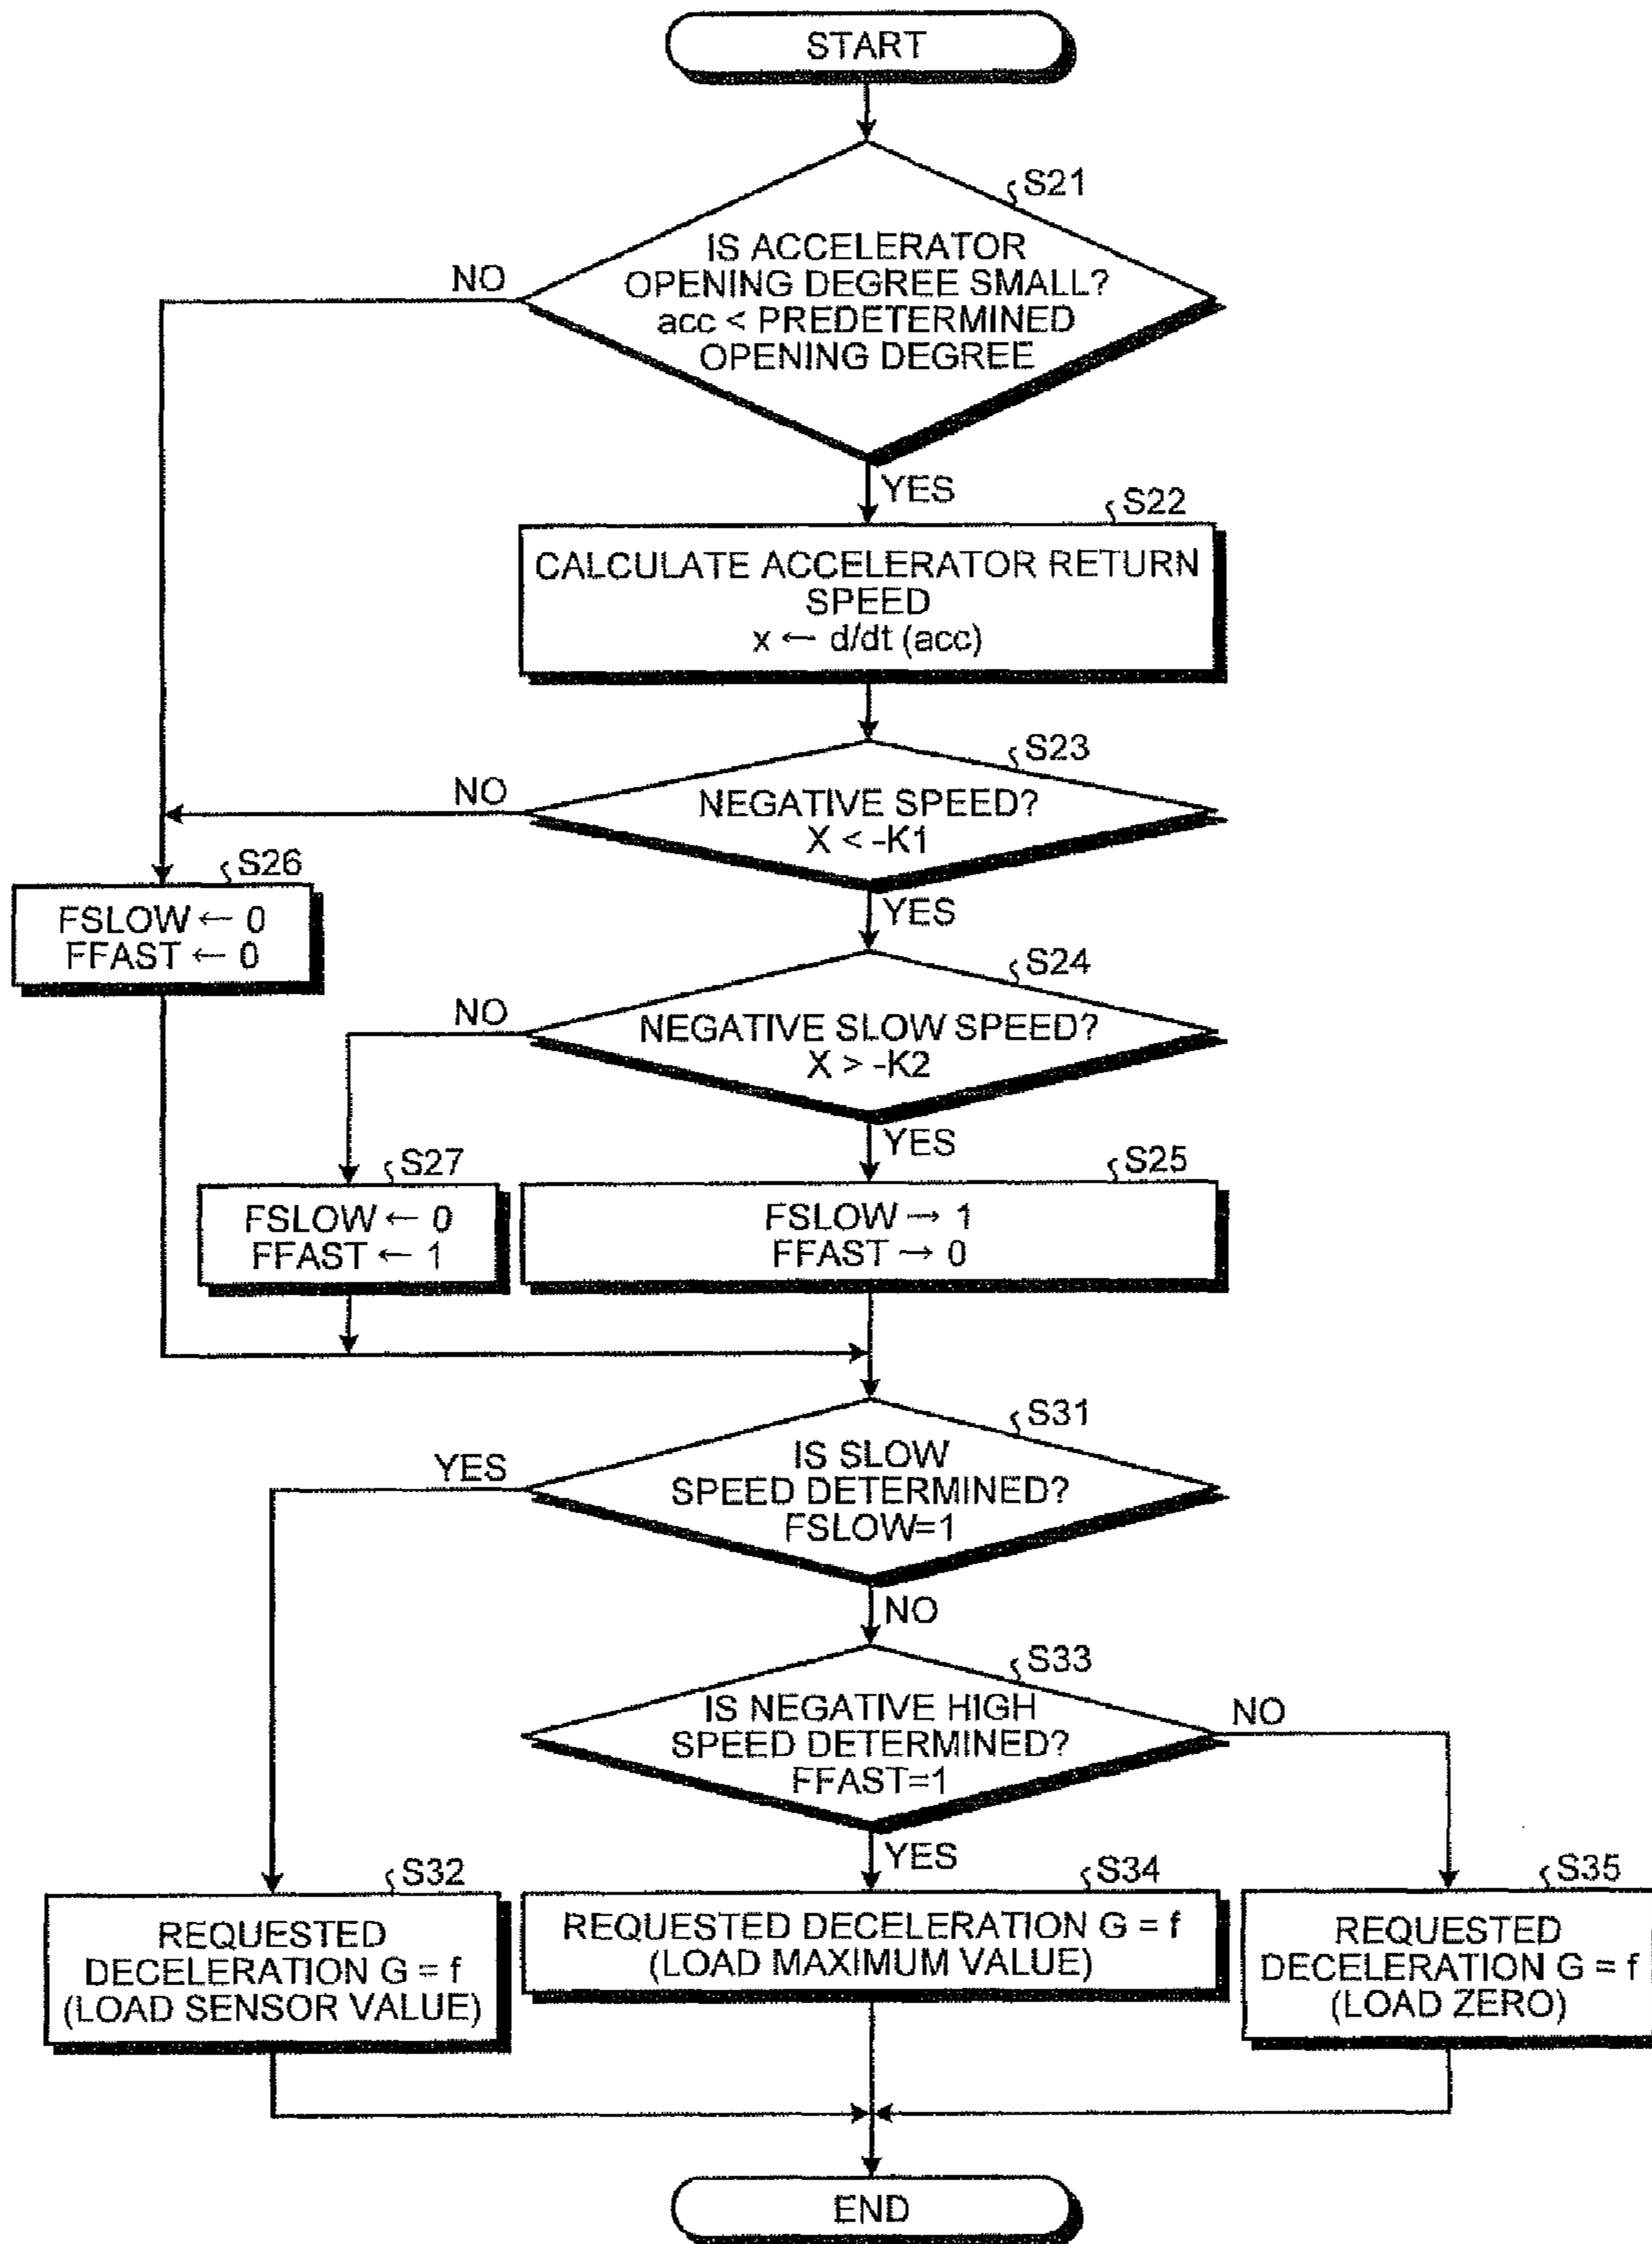 START
S21
IS ACCELERATOR
OPENING DEGREE SMALL?
acc < PREDETERMINED
OPENING DEGREE
NO
YES
S22
CALCULATE ACCELERATOR RETURN
SPEED
x ← d/dt (acc)
S23
NEGATIVE SPEED?
X < -K1
NO
YES
S26
FSLOW ← 0
FFAST ← 0
S24
NEGATIVE SLOW SPEED?
X > -K2
NO
YES
S27
FSLOW ← 0
FFAST ← 1
S25
FSLOW → 1
FFAST → 0
S31
IS SLOW
SPEED DETERMINED?
FSLOW=1
YES
NO
S33
IS NEGATIVE HIGH
SPEED DETERMINED?
FFAST=1
NO
YES
S32
REQUESTED
DECELERATION G = f
(LOAD SENSOR VALUE)
S34
REQUESTED DECELERATION G = f
(LOAD MAXIMUM VALUE)
S35
REQUESTED
DECELERATION G = f
(LOAD ZERO)
END